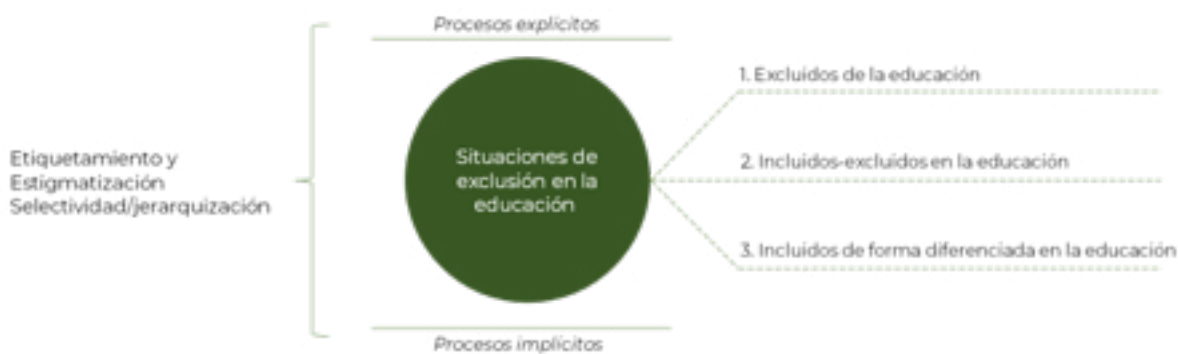 Procesos explícitos
Etiquetamiento y
Estigmatización
Selectividad/jerarquización
Situaciones de
exclusión en la
educación
1. Excluidos de la educación
2. Incluidos-excluidos en la educación
3. Incluidos de forma diferenciada en la educación
Procesos implícitos